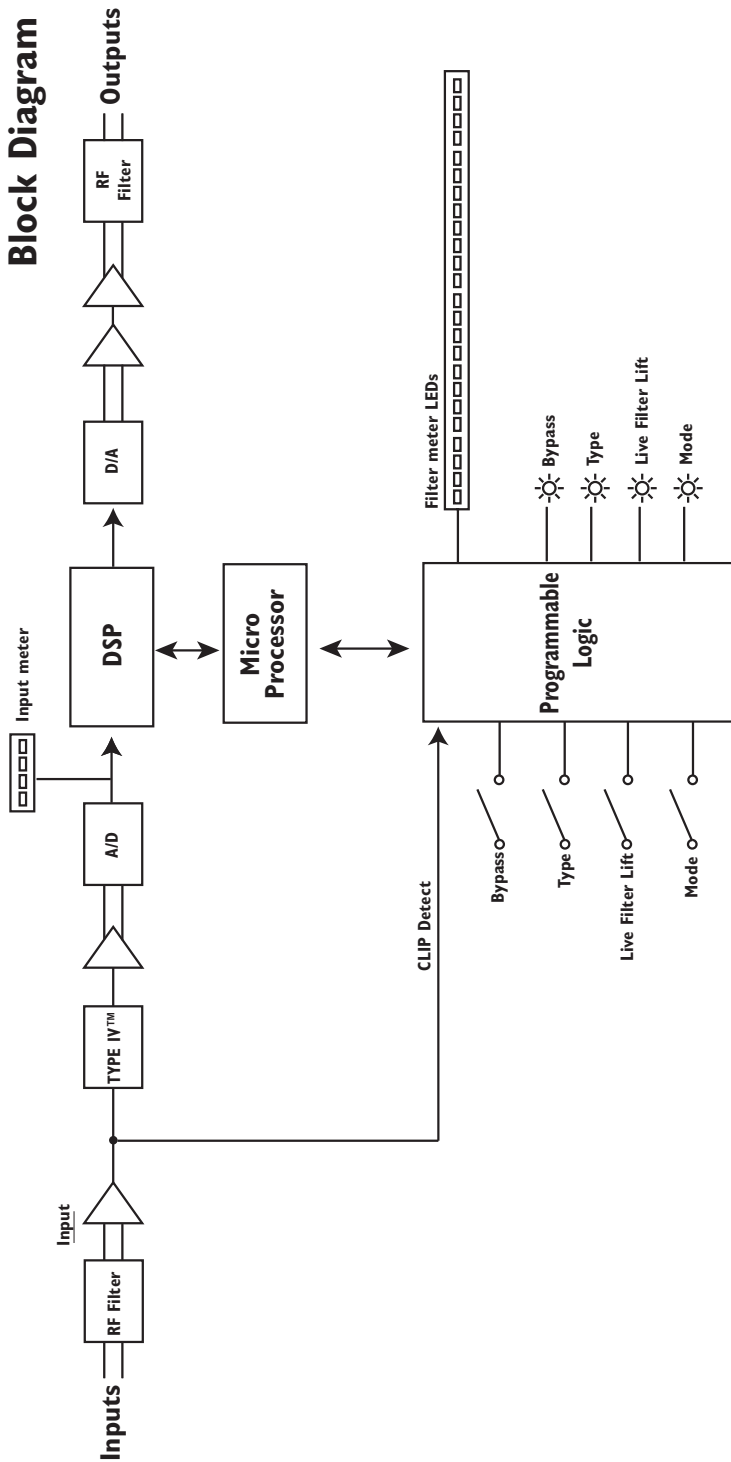 Block Diagram
Inputs
RF Filter
Input
TYPE IV™
A/D
Input meter
DSP
D/A
RF
Filter
Outputs
Micro
Processor
CLIP Detect
Programmable
Logic
Filter meter LEDs
Bypass
Type
Live Filter Lift
Mode
Bypass
Type
Live Filter Lift
Mode